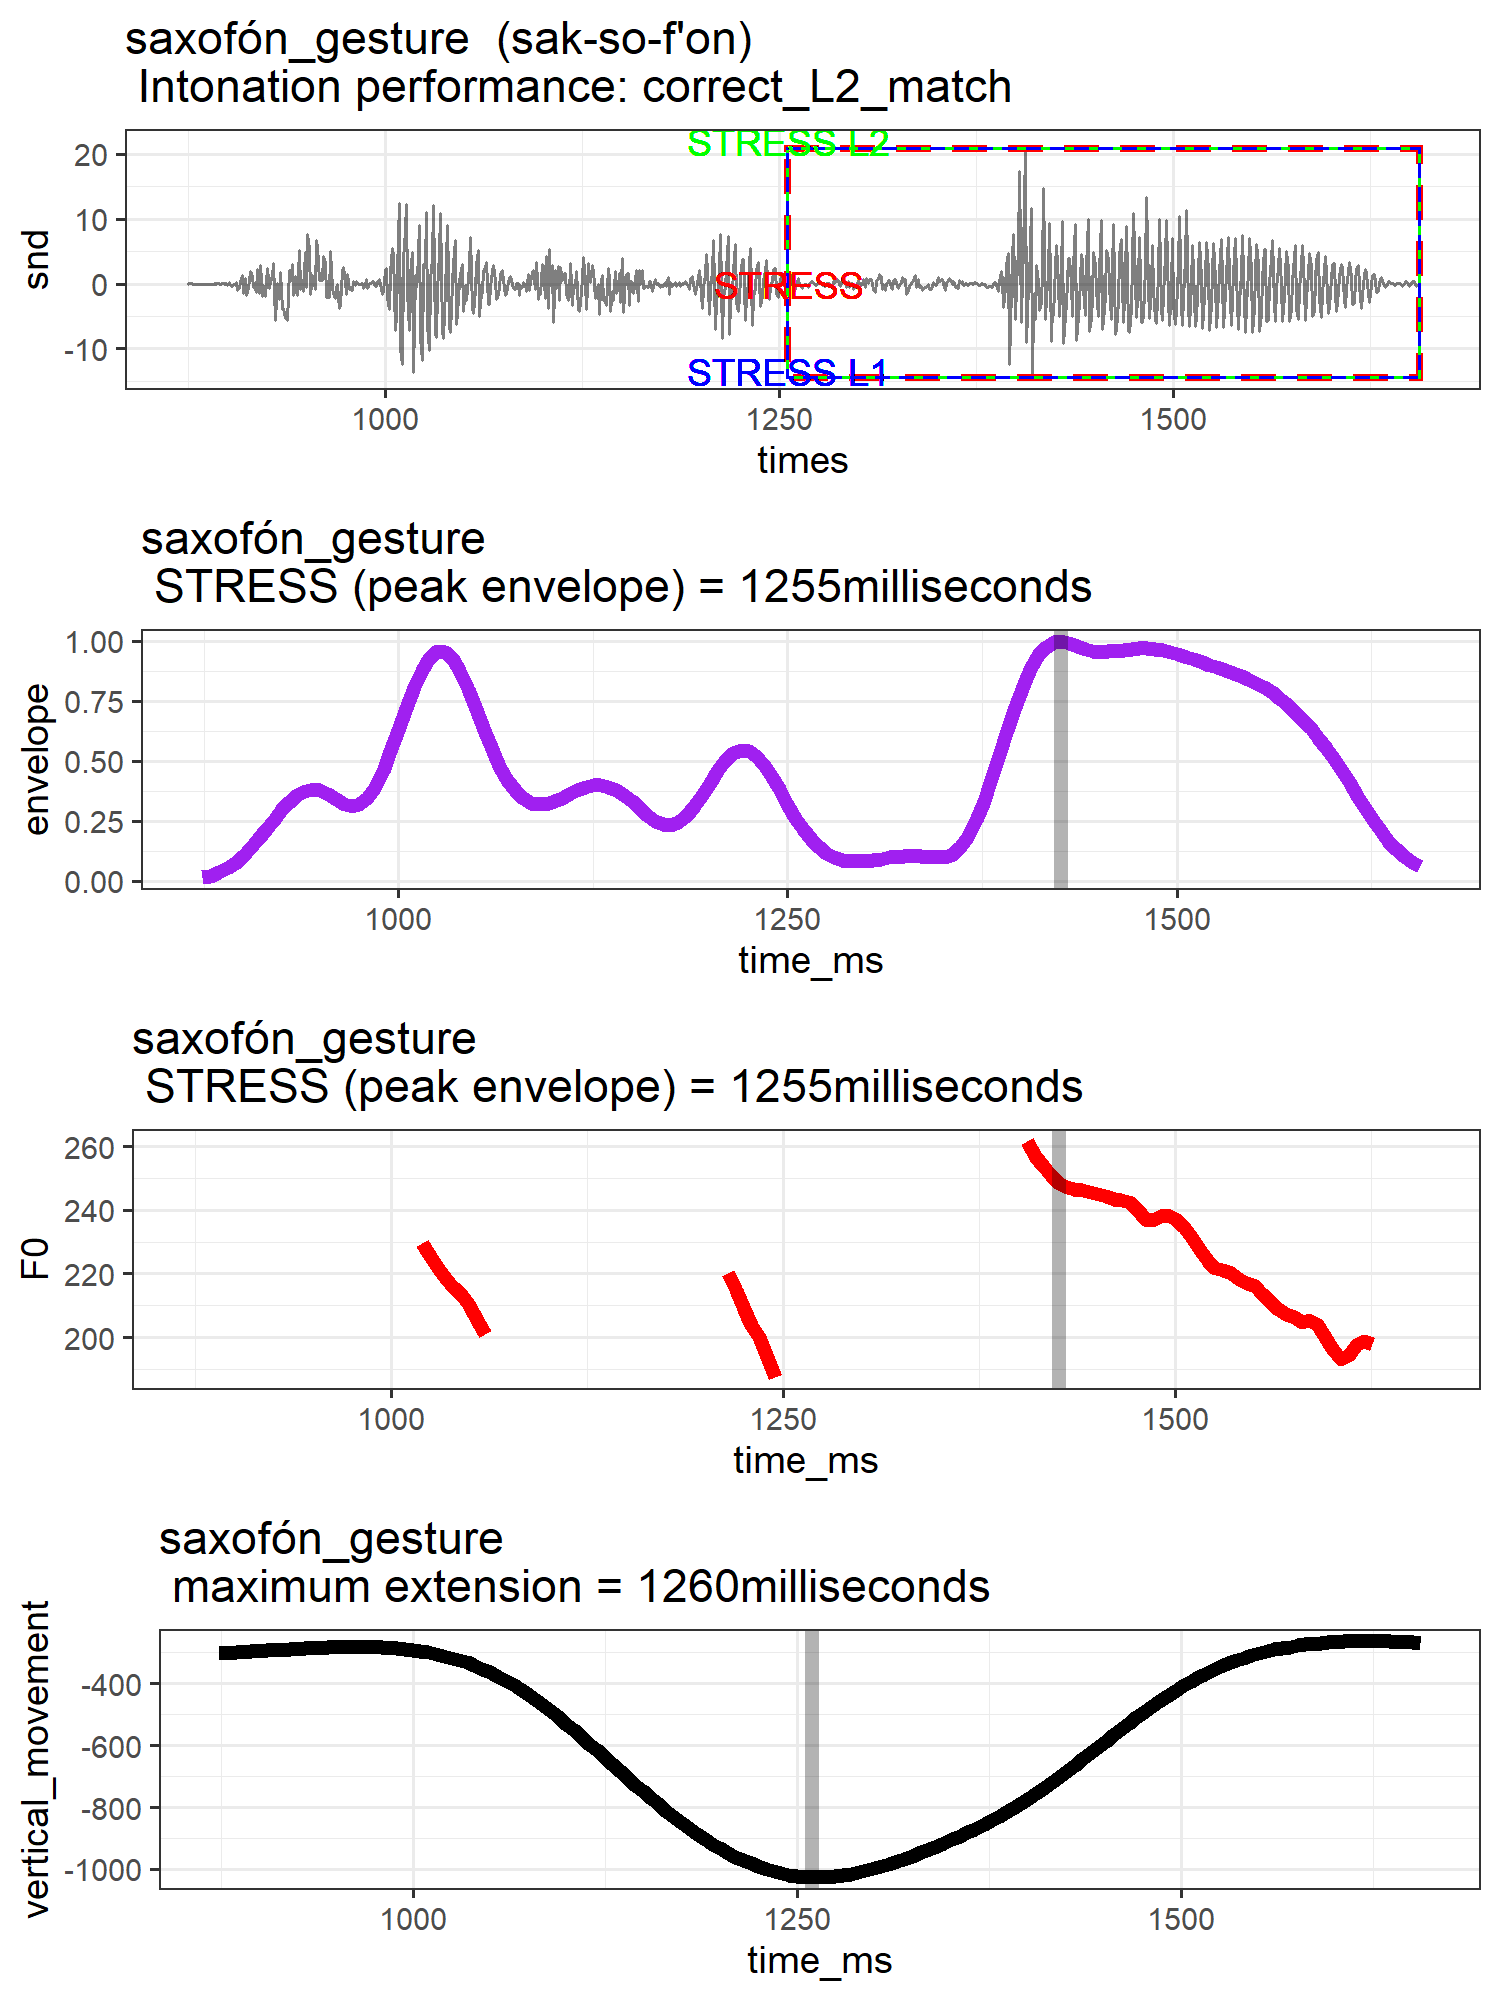 saxofón_gesture (sak-so-f'on)
Intonation performance: correct_L2_match
STRESS L2
STRESS
STRESS L1
snd
20
10
0
-10
1000 1250 1500
times
saxofón_gesture
STRESS (peak envelope) = 1255milliseconds
envelope
1.00
0.75
0.50
0.25
0.00
1000 1250 1500
time_ms
saxofón_gesture
STRESS (peak envelope) = 1255milliseconds
F0
260
240
220
200
1000 1250 1500
time_ms
saxofón_gesture
maximum extension = 1260milliseconds
vertical_movement
-400
-600
-800
-1000
1000 1250 1500
time_ms